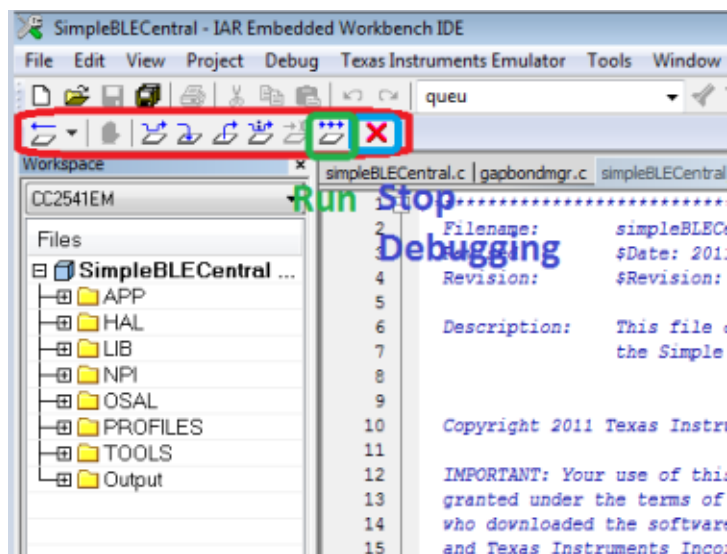 SimpleBLECentral - IAR Embedded Workbench IDE
File Edit View Project Debug Texas Instruments Emulator Tools Window
queu
Workspace
CC2541EM
Files
SimpleBLECentral ...
APP
HAL
LIB
NPI
OSAL
PROFILES
TOOLS
Output
Run Stop
Debugging
simpleBLECentral.c | gapbondmgr.c simpleBLECentral
1 **************************
2 Filename: simpleBLECe
3 $Date: 2011
4 Revision: $Revision:
5
6 Description: This file c
7 the Simple
8
9
10 Copyright 2011 Texas Instru
11
12 IMPORTANT: Your use of this
13 granted under the terms of
14 who downloaded the software
15 and Texas Instruments Incor